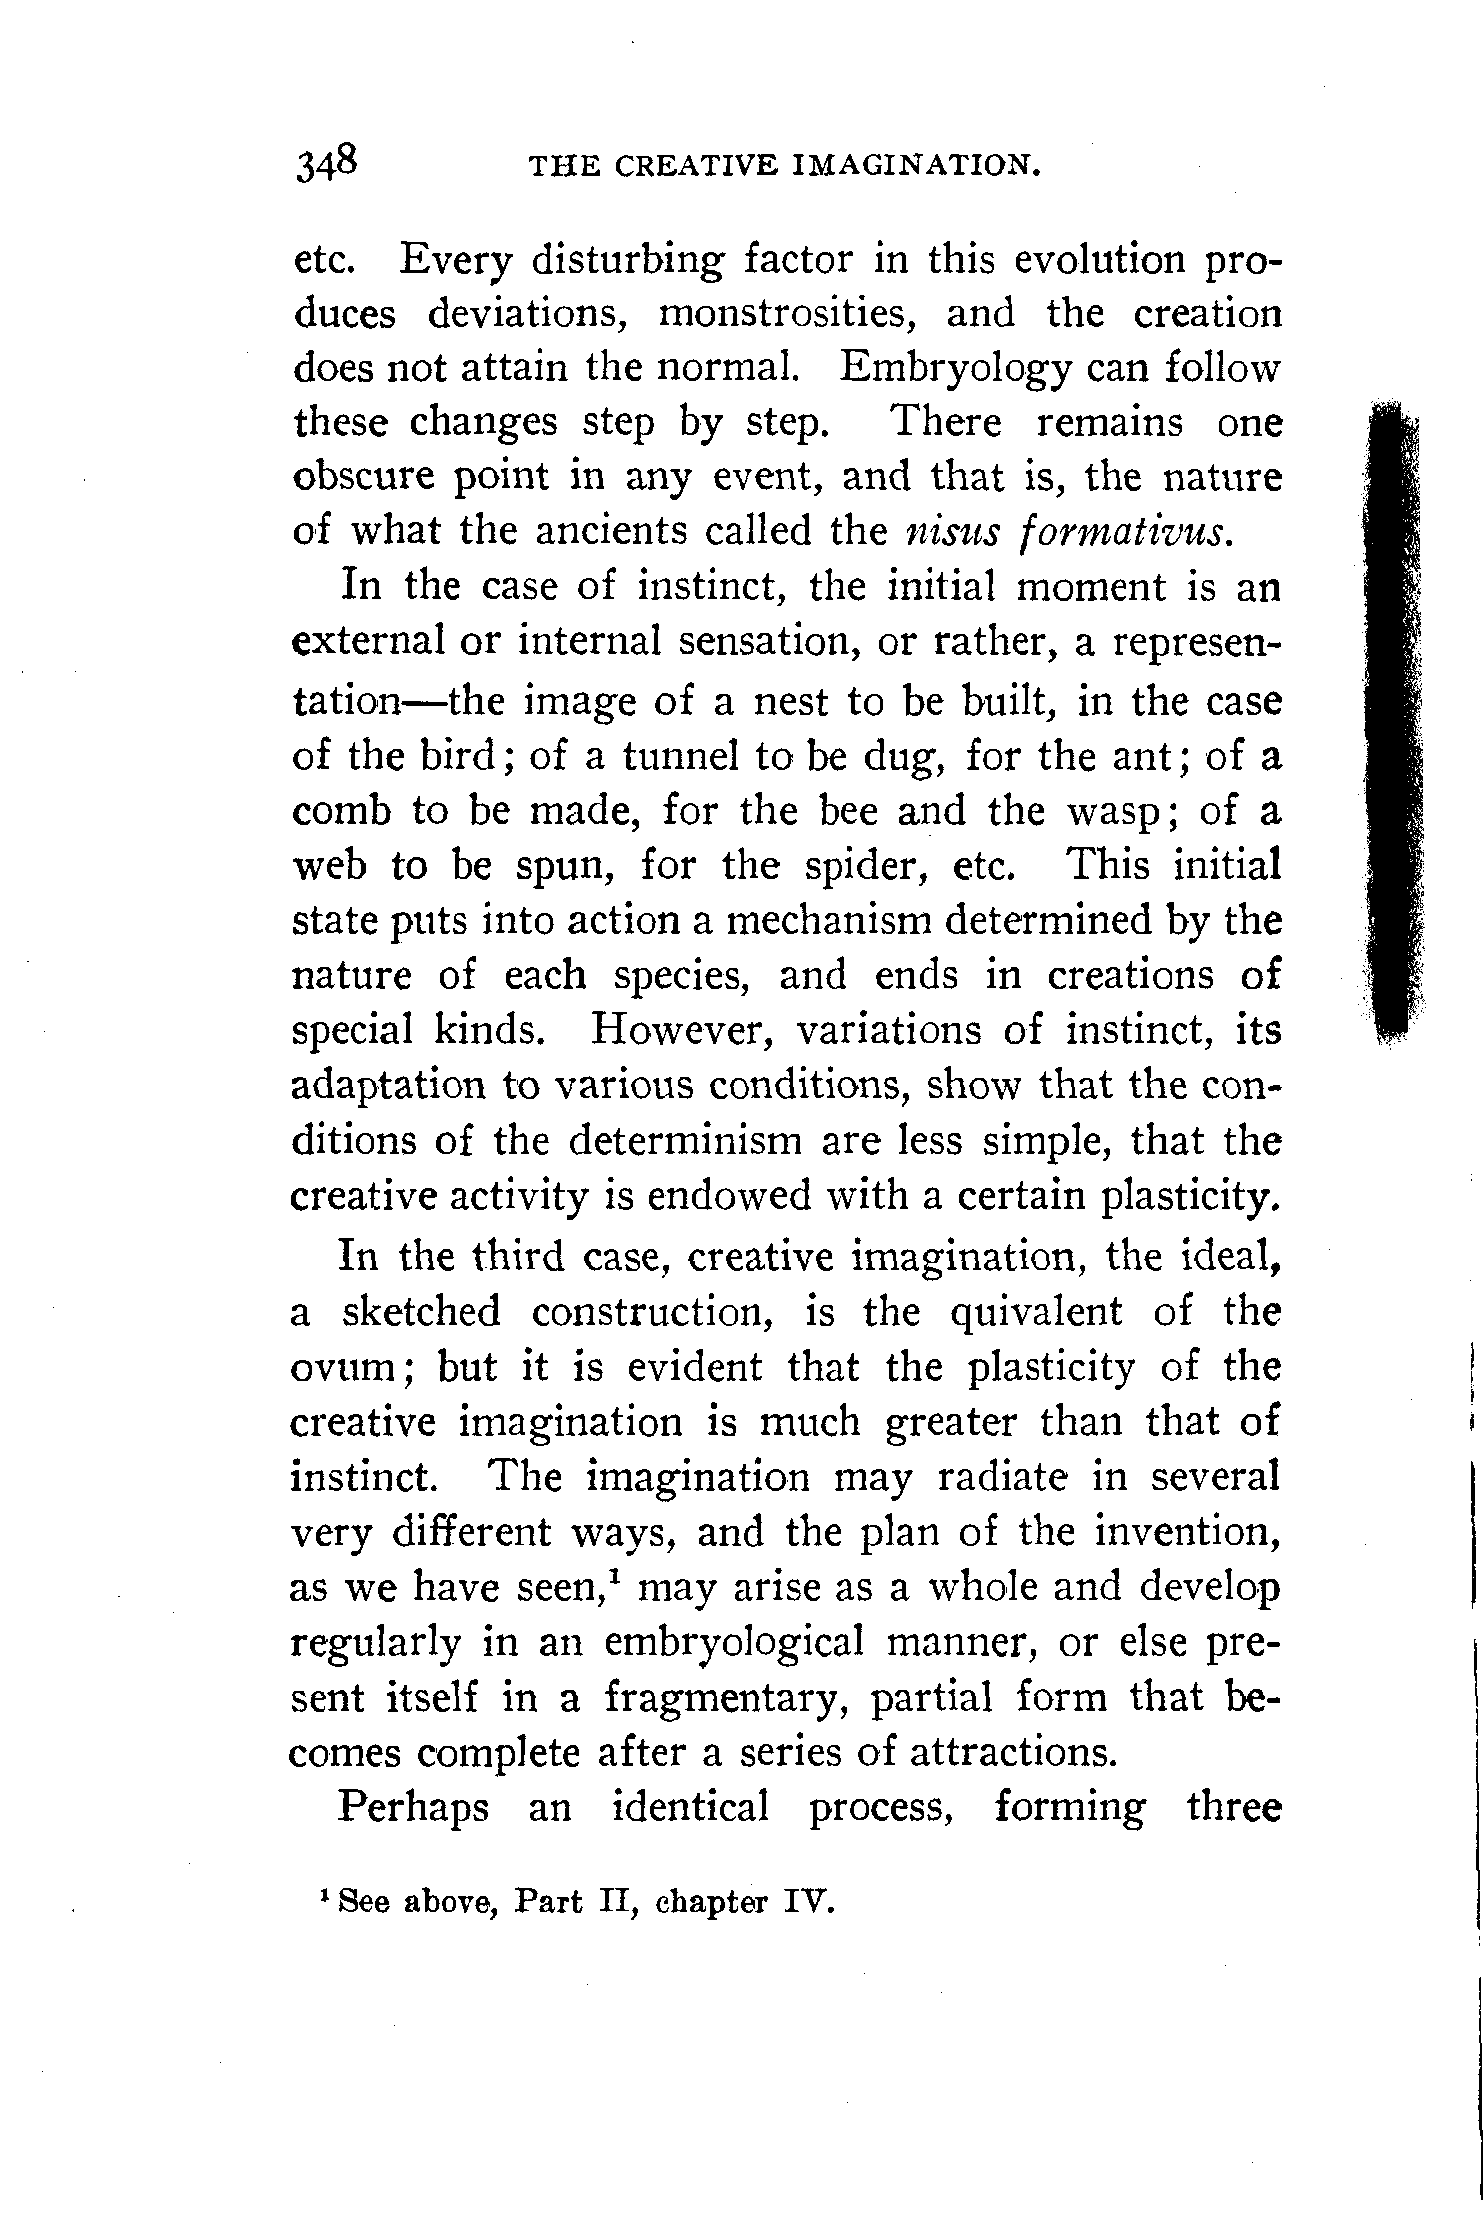 348 THE CREATIVE IMAGINATION.
etc. Every disturbing factor in this evolution pro-
duces deviations, monstrosities, and the creation
does not attain the normal. Embryology can follow
these changes step by step. There remains one
obscure point in any event, and that is, the nature
of what the ancients called the nisus formativus.
In the case of instinct, the initial moment is an
external or internal sensation, or rather, a represen-
tation—the image of a nest to be built, in the case
of the bird; of a tunnel to be dug, for the ant; of a
comb to be made, for the bee and the wasp; of a
web to be spun, for the spider, etc. This initial
state puts into action a mechanism determined by the
nature of each species, and ends in creations of
special kinds. However, variations of instinct, its
adaptation to various conditions, show that the con-
ditions of the determinism are less simple, that the
creative activity is endowed with a certain plasticity.
In the third case, creative imagination, the ideal,
a sketched construction, is the quivalent of the
ovum; but it is evident that the plasticity of the
creative imagination is much greater than that of
instinct. The imagination may radiate in several
very different ways, and the plan of the invention,
as we have seen,¹ may arise as a whole and develop
regularly in an embryological manner, or else pre-
sent itself in a fragmentary, partial form that be-
comes complete after a series of attractions.
Perhaps an identical process, forming three
¹ See above, Part II, chapter IV.